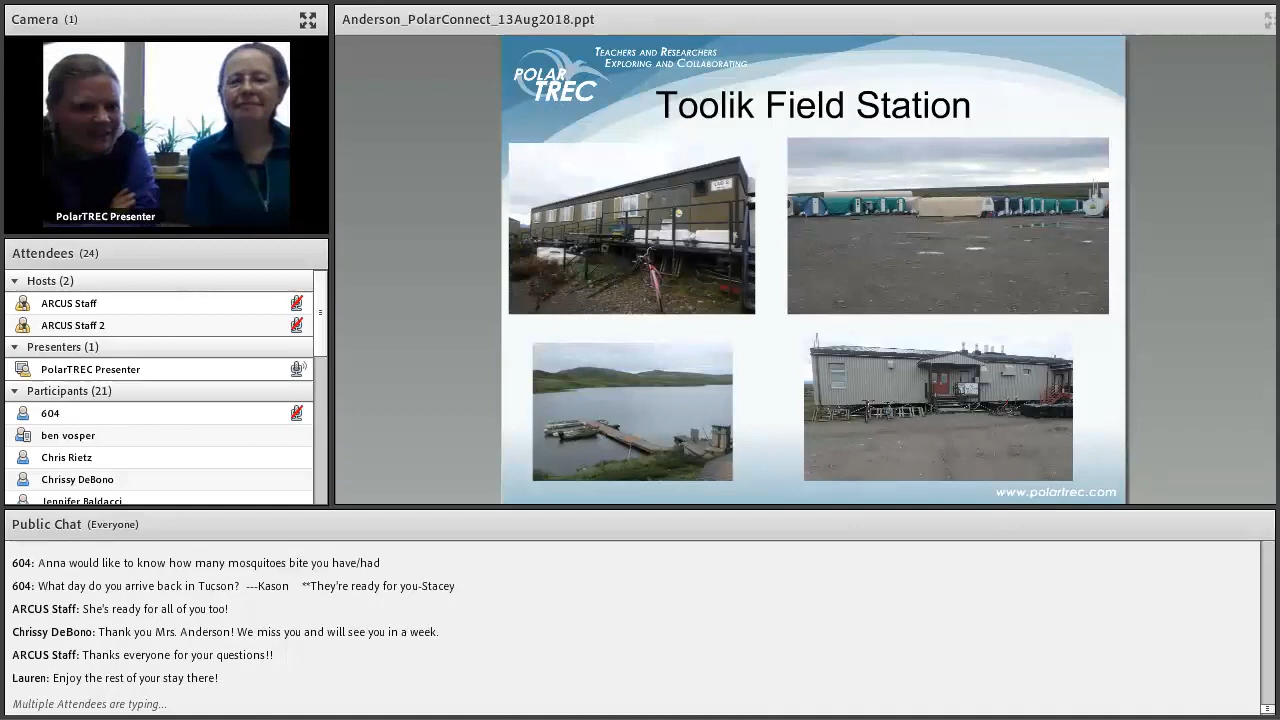 Camera (1)
PolarTREC Presenter
Attendees (24)
Hosts (2)
ARCUS Staff
ARCUS Staff 2
Presenters (1)
PolarTREC Presenter
Participants (21)
604
ben vosper
Chris Rietz
Chrissy DeBono
Jennifer Baldacci
Anderson_PolarConnect_13Aug2018.ppt
TEACHERS AND RESEARCHERS
EXPLORING AND COLLABORATING
POLAR
TREC
Toolik Field Station
www.polartrec.com
Public Chat (Everyone)
604: Anna would like to know how many mosquitoes bite you have/had
604: What day do you arrive back in Tucson? ---Kason **They're ready for you-Stacey
ARCUS Staff: She's ready for all of you too!
Chrissy DeBono: Thank you Mrs. Anderson! We miss you and will see you in a week.
ARCUS Staff: Thanks everyone for your questions!!
Lauren: Enjoy the rest of your stay there!
Multiple Attendees are typing...